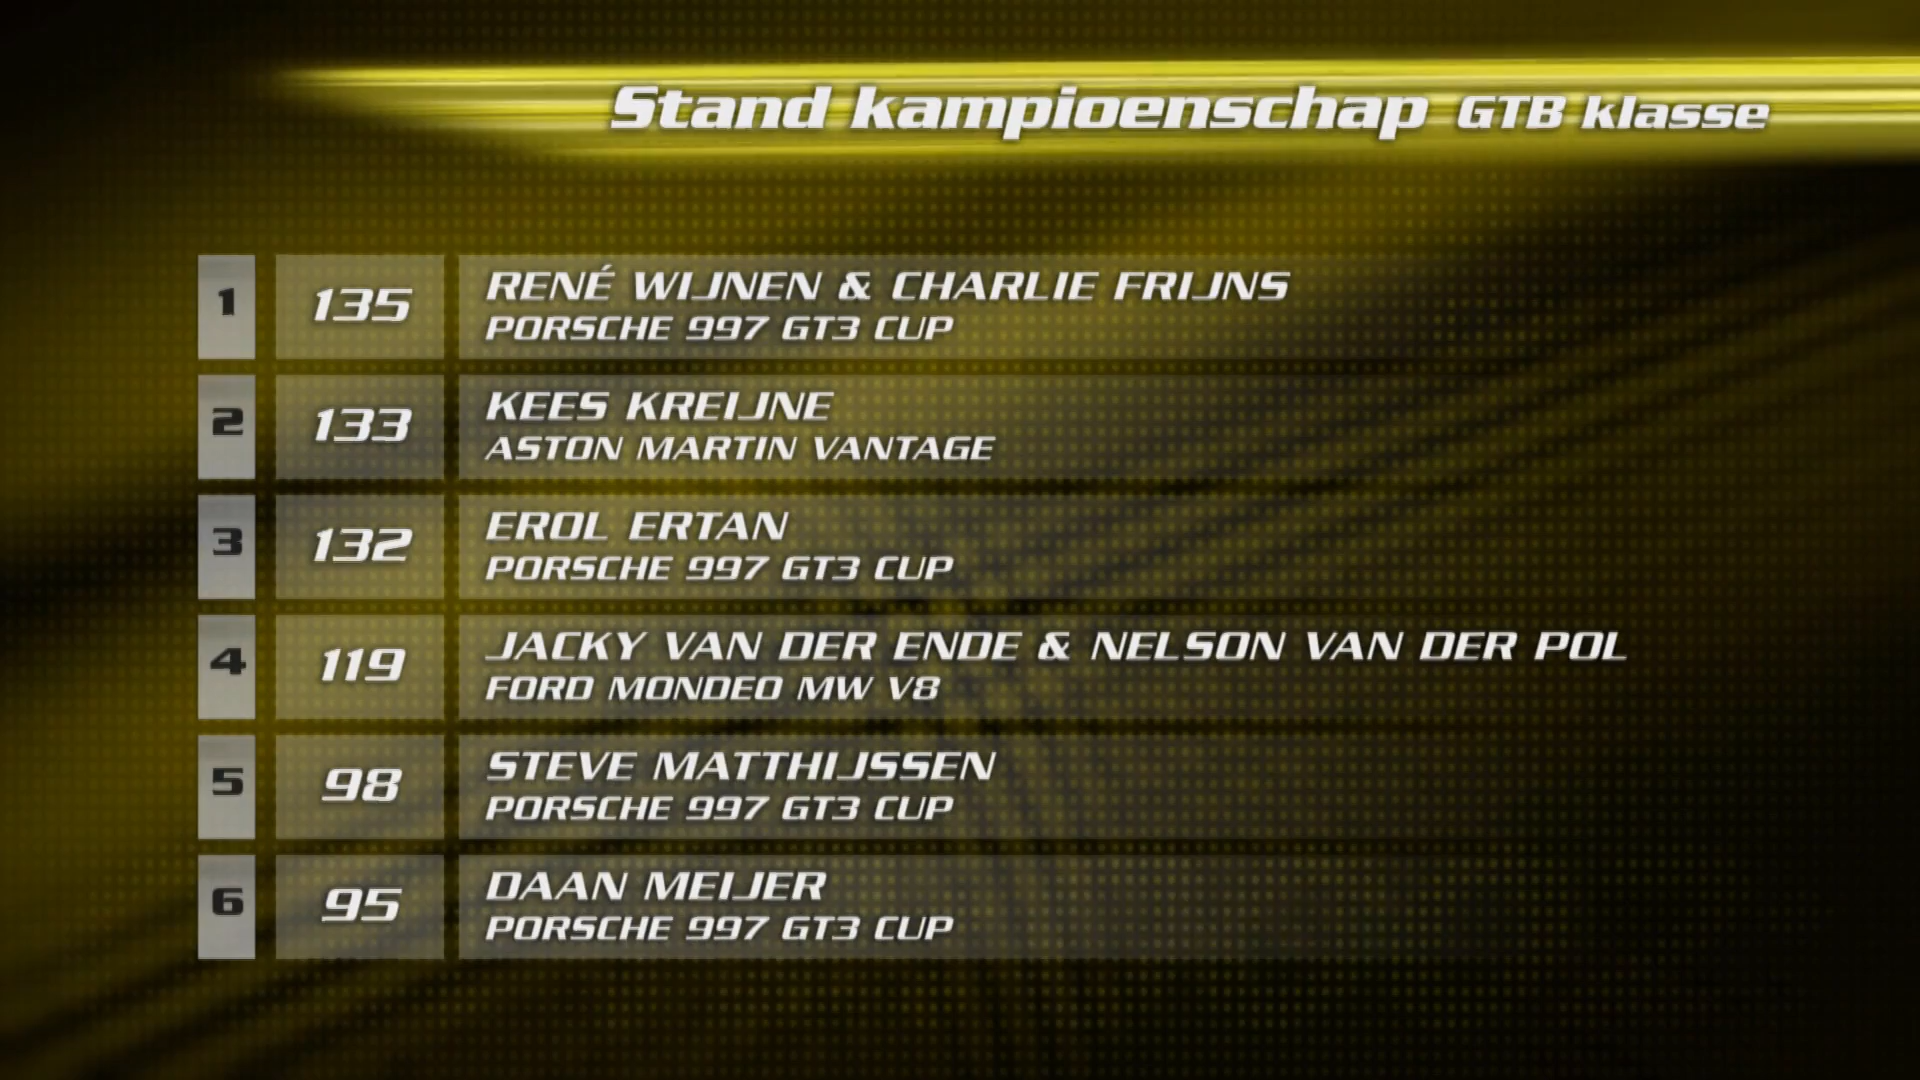 Stand kampioenschap GTB klasse
1 135 RENÉ WIJNEN & CHARLIE FRIJNS
PORSCHE 997 GT3 CUP
2 133 KEES KREIJNE
ASTON MARTIN VANTAGE
3 132 EROL ERTAN
PORSCHE 997 GT3 CUP
4 119 JACKY VAN DER ENDE & NELSON VAN DER POL
FORD MONDEO MW V8
5 98 STEVE MATTHIJSSEN
PORSCHE 997 GT3 CUP
6 95 DAAN MEIJER
PORSCHE 997 GT3 CUP